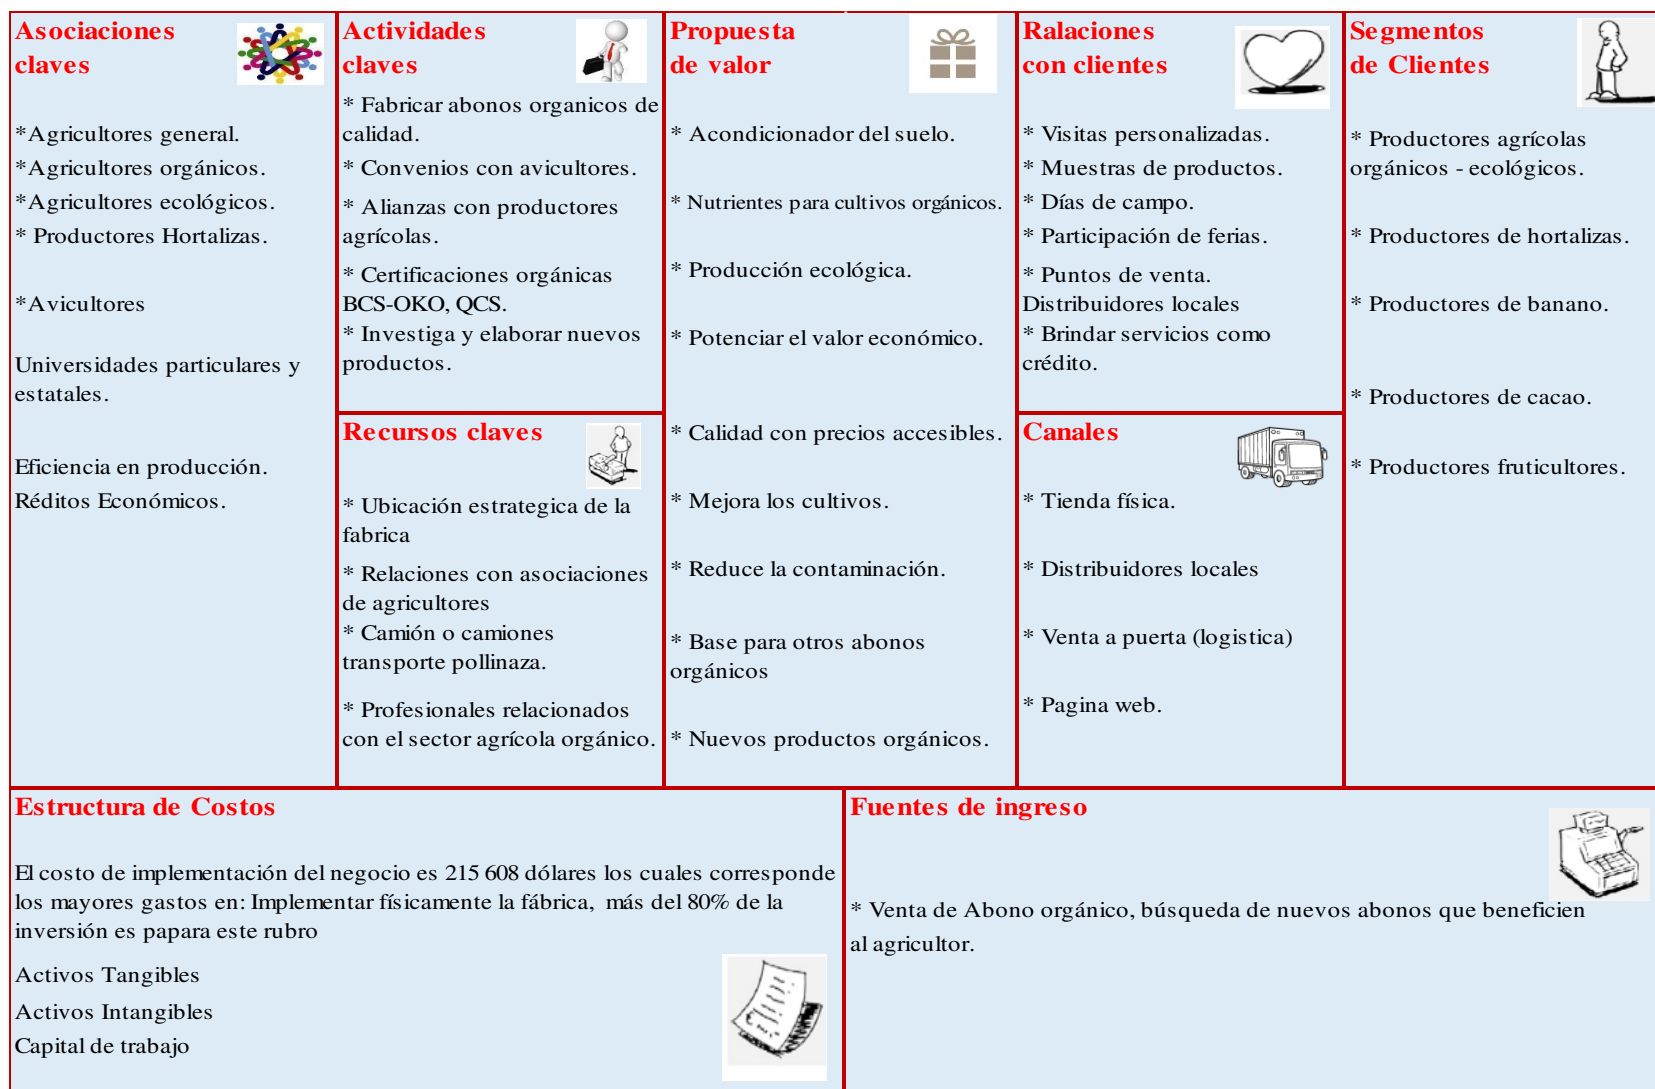 Asociaciones
claves
*Agricultores general.
*Agricultores orgánicos.
*Agricultores ecológicos.
* Productores Hortalizas.
*Avicultores
Universidades particulares y
estatales.
Eficiencia en producción.
Réditos Económicos.
Actividades
claves
* Fabricar abonos organicos de
calidad.
* Convenios con avicultores.
* Alianzas con productores
agrícolas.
* Certificaciones orgánicas
BCS-OKO, QCS.
* Investiga y elaborar nuevos
productos.
Recursos claves
* Ubicación estrategica de la
fabrica
* Relaciones con asociaciones
de agricultores
* Camión o camiones
transporte pollinaza.
* Profesionales relacionados
con el sector agrícola orgánico.
Propuesta
de valor
* Acondicionador del suelo.
* Nutrientes para cultivos orgánicos.
* Producción ecológica.
* Potenciar el valor económico.
* Calidad con precios accesibles.
* Mejora los cultivos.
* Reduce la contaminación.
* Base para otros abonos
orgánicos
* Nuevos productos orgánicos.
Ralaciones
con clientes
* Visitas personalizadas.
* Muestras de productos.
* Días de campo.
* Participación de ferias.
* Puntos de venta.
Distribuidores locales
* Brindar servicios como
crédito.
Canales
* Tienda física.
* Distribuidores locales
* Venta a puerta (logistica)
* Pagina web.
Segmentos
de Clientes
* Productores agrícolas
orgánicos - ecológicos.
* Productores de hortalizas.
* Productores de banano.
* Productores de cacao.
* Productores fruticultores.
Estructura de Costos
El costo de implementación del negocio es 215 608 dólares los cuales corresponde
los mayores gastos en: Implementar físicamente la fábrica, más del 80% de la
inversión es papara este rubro
Activos Tangibles
Activos Intangibles
Capital de trabajo
Fuentes de ingreso
* Venta de Abono orgánico, búsqueda de nuevos abonos que beneficien
al agricultor.